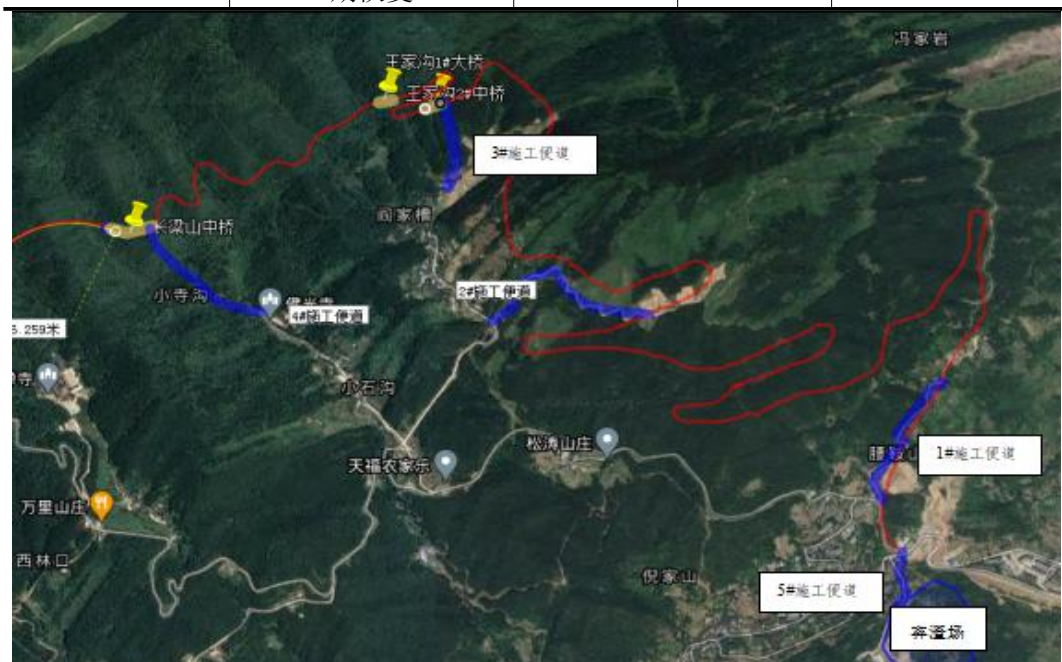 冯家岩
王家沟1#大桥
王家沟2#中桥
3#施工便道
阎家槽
长梁山中桥
小寺沟
2#施工便道
4#施工便道
5.259米
小石沟
松涛山庄
天福农家乐
1#施工便道
万里山庄
西林口
倪家山
5#施工便道
弃渣场